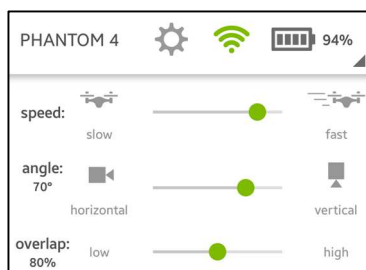 PHANTOM 4 94%
speed: slow fast
angle:
70°
horizontal vertical
overlap: low high
80%